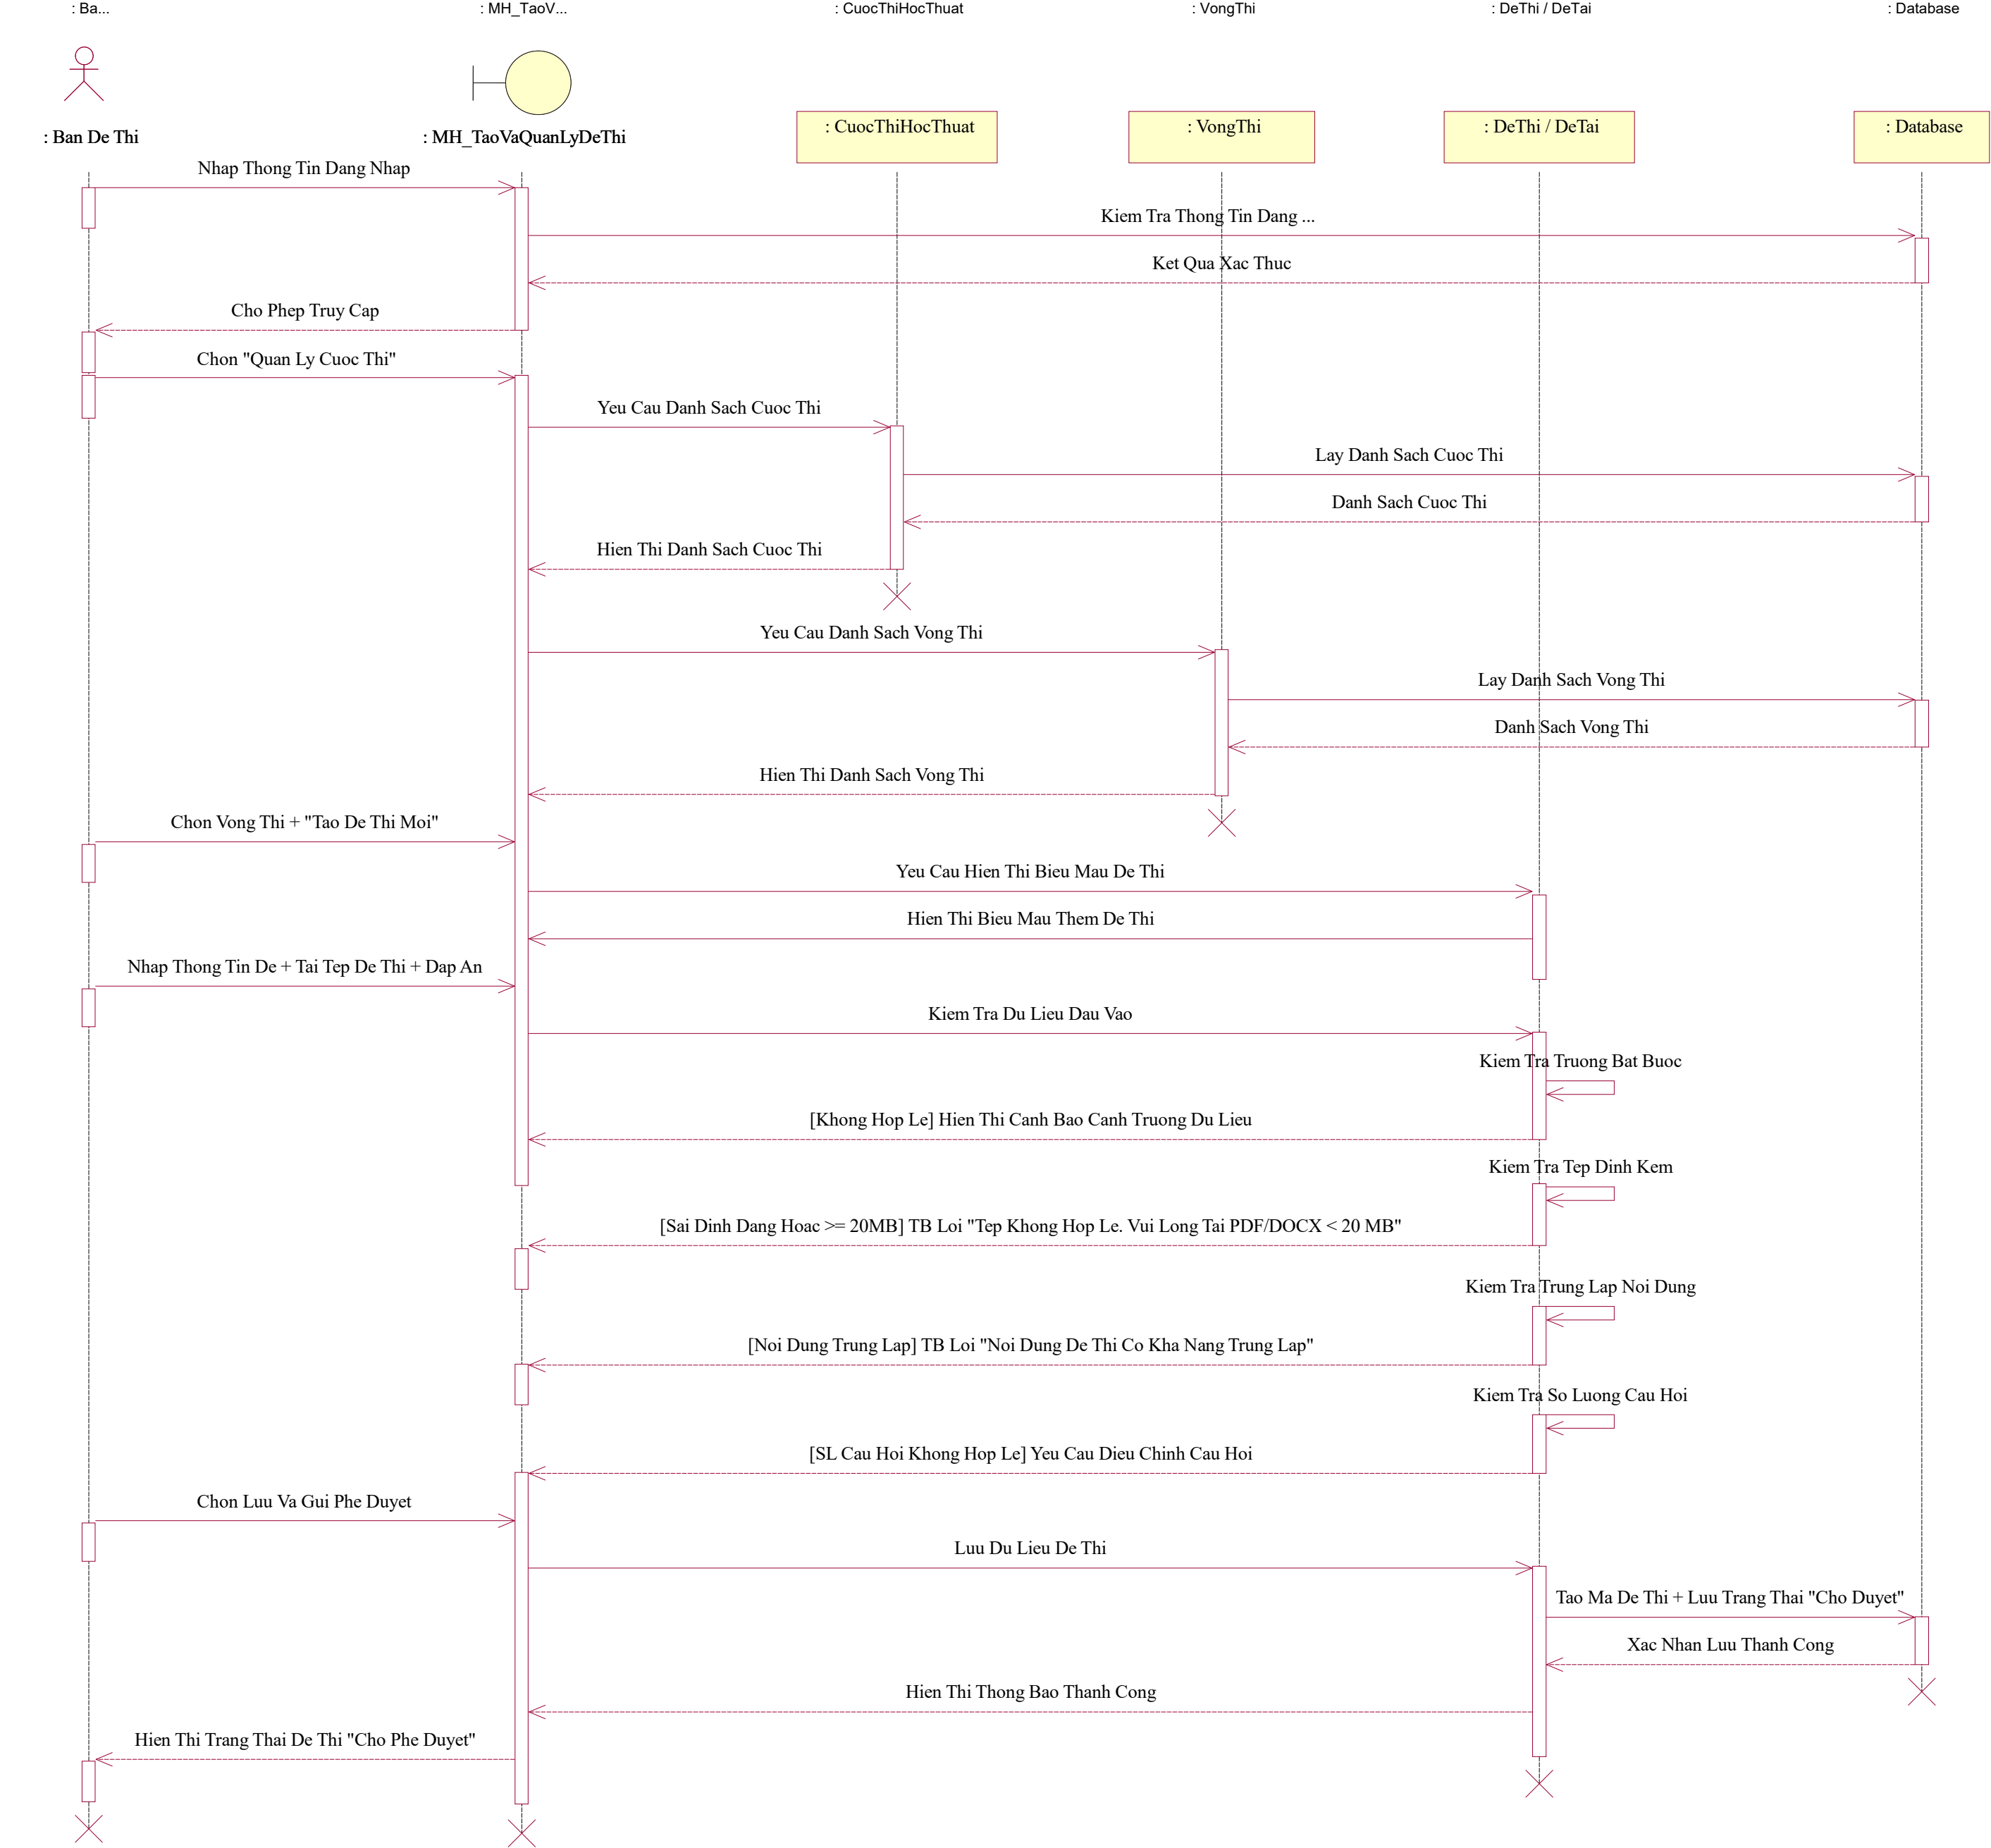 : Ba...
: MH_TaoV...
: CuocThiHocThuat
: VongThi
: DeThi / DeTai
: Database
: Ban De Thi
: MH_TaoVaQuanLyDeThi
: CuocThiHocThuat
: VongThi
: DeThi / DeTai
: Database
Nhap Thong Tin Dang Nhap
Kiem Tra Thong Tin Dang ...
Ket Qua Xac Thuc
Cho Phep Truy Cap
Chon "Quan Ly Cuoc Thi"
Yeu Cau Danh Sach Cuoc Thi
Lay Danh Sach Cuoc Thi
Danh Sach Cuoc Thi
Hien Thi Danh Sach Cuoc Thi
Yeu Cau Danh Sach Vong Thi
Lay Danh Sach Vong Thi
Danh Sach Vong Thi
Hien Thi Danh Sach Vong Thi
Chon Vong Thi + "Tao De Thi Moi"
Yeu Cau Hien Thi Bieu Mau De Thi
Hien Thi Bieu Mau Them De Thi
Nhap Thong Tin De + Tai Tep De Thi + Dap An
Kiem Tra Du Lieu Dau Vao
Kiem Tra Truong Bat Buoc
[Khong Hop Le] Hien Thi Canh Bao Canh Truong Du Lieu
Kiem Tra Tep Dinh Kem
[Sai Dinh Dang Hoac >= 20MB] TB Loi "Tep Khong Hop Le. Vui Long Tai PDF/DOCX < 20 MB"
Kiem Tra Trung Lap Noi Dung
[Noi Dung Trung Lap] TB Loi "Noi Dung De Thi Co Kha Nang Trung Lap"
Kiem Tra So Luong Cau Hoi
[SL Cau Hoi Khong Hop Le] Yeu Cau Dieu Chinh Cau Hoi
Chon Luu Va Gui Phe Duyet
Luu Du Lieu De Thi
Tao Ma De Thi + Luu Trang Thai "Cho Duyet"
Xac Nhan Luu Thanh Cong
Hien Thi Thong Bao Thanh Cong
Hien Thi Trang Thai De Thi "Cho Phe Duyet"